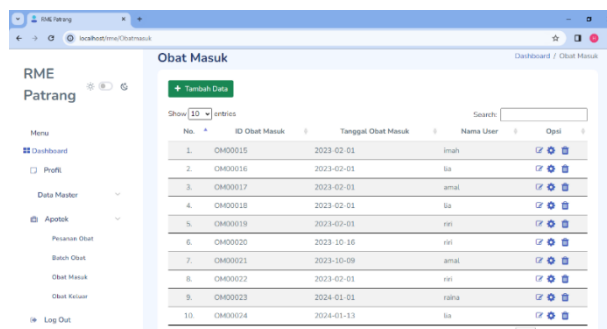 RME Patrang
localhost/rme/Obatmasuk
RME
Patrang
Menu
Dashboard
Profil
Data Master
Apotek
Pesanan Obat
Batch Obat
Obat Masuk
Obat Keluar
Log Out
Obat Masuk
Dashboard / Obat Masuk
+ Tambah Data
Show 10 entries
Search:
No. ID Obat Masuk Tanggal Obat Masuk Nama User Opsi
1. OM00015 2023-02-01 imah
2. OM00016 2023-02-01 lia
3. OM00017 2023-02-01 amal
4. OM00018 2023-02-01 lia
5. OM00019 2023-02-01 riri
6. OM00020 2023-10-16 riri
7. OM00021 2023-10-09 amal
8. OM00022 2023-02-01 riri
9. OM00023 2024-01-01 raina
10. OM00024 2024-01-13 lia